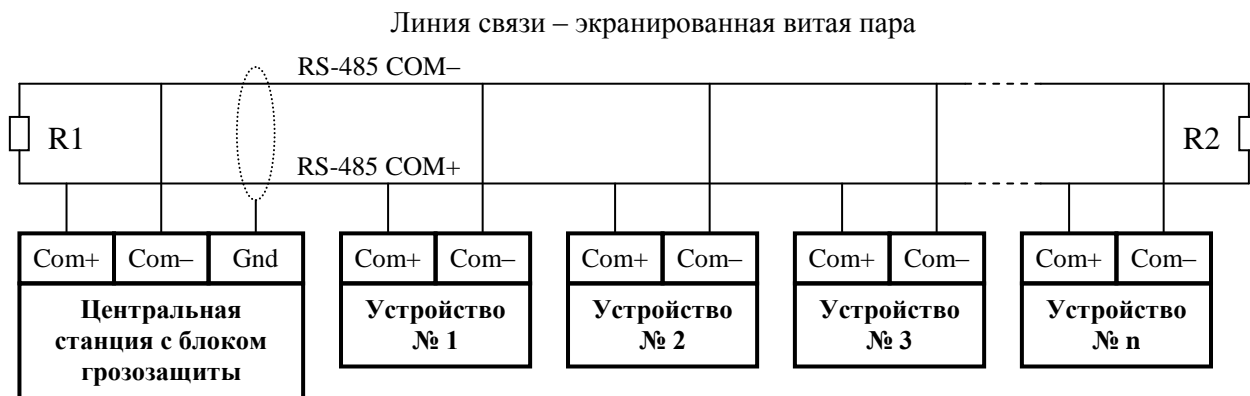 Линия связи – экранированная витая пара
RS-485 COM–
R1
R2
RS-485 COM+
Com+ Com– Gnd
Центральная
станция с блоком
грозозащиты
Com+ Com–
Устройство
№ 1
Com+ Com–
Устройство
№ 2
Com+ Com–
Устройство
№ 3
Com+ Com–
Устройство
№ n